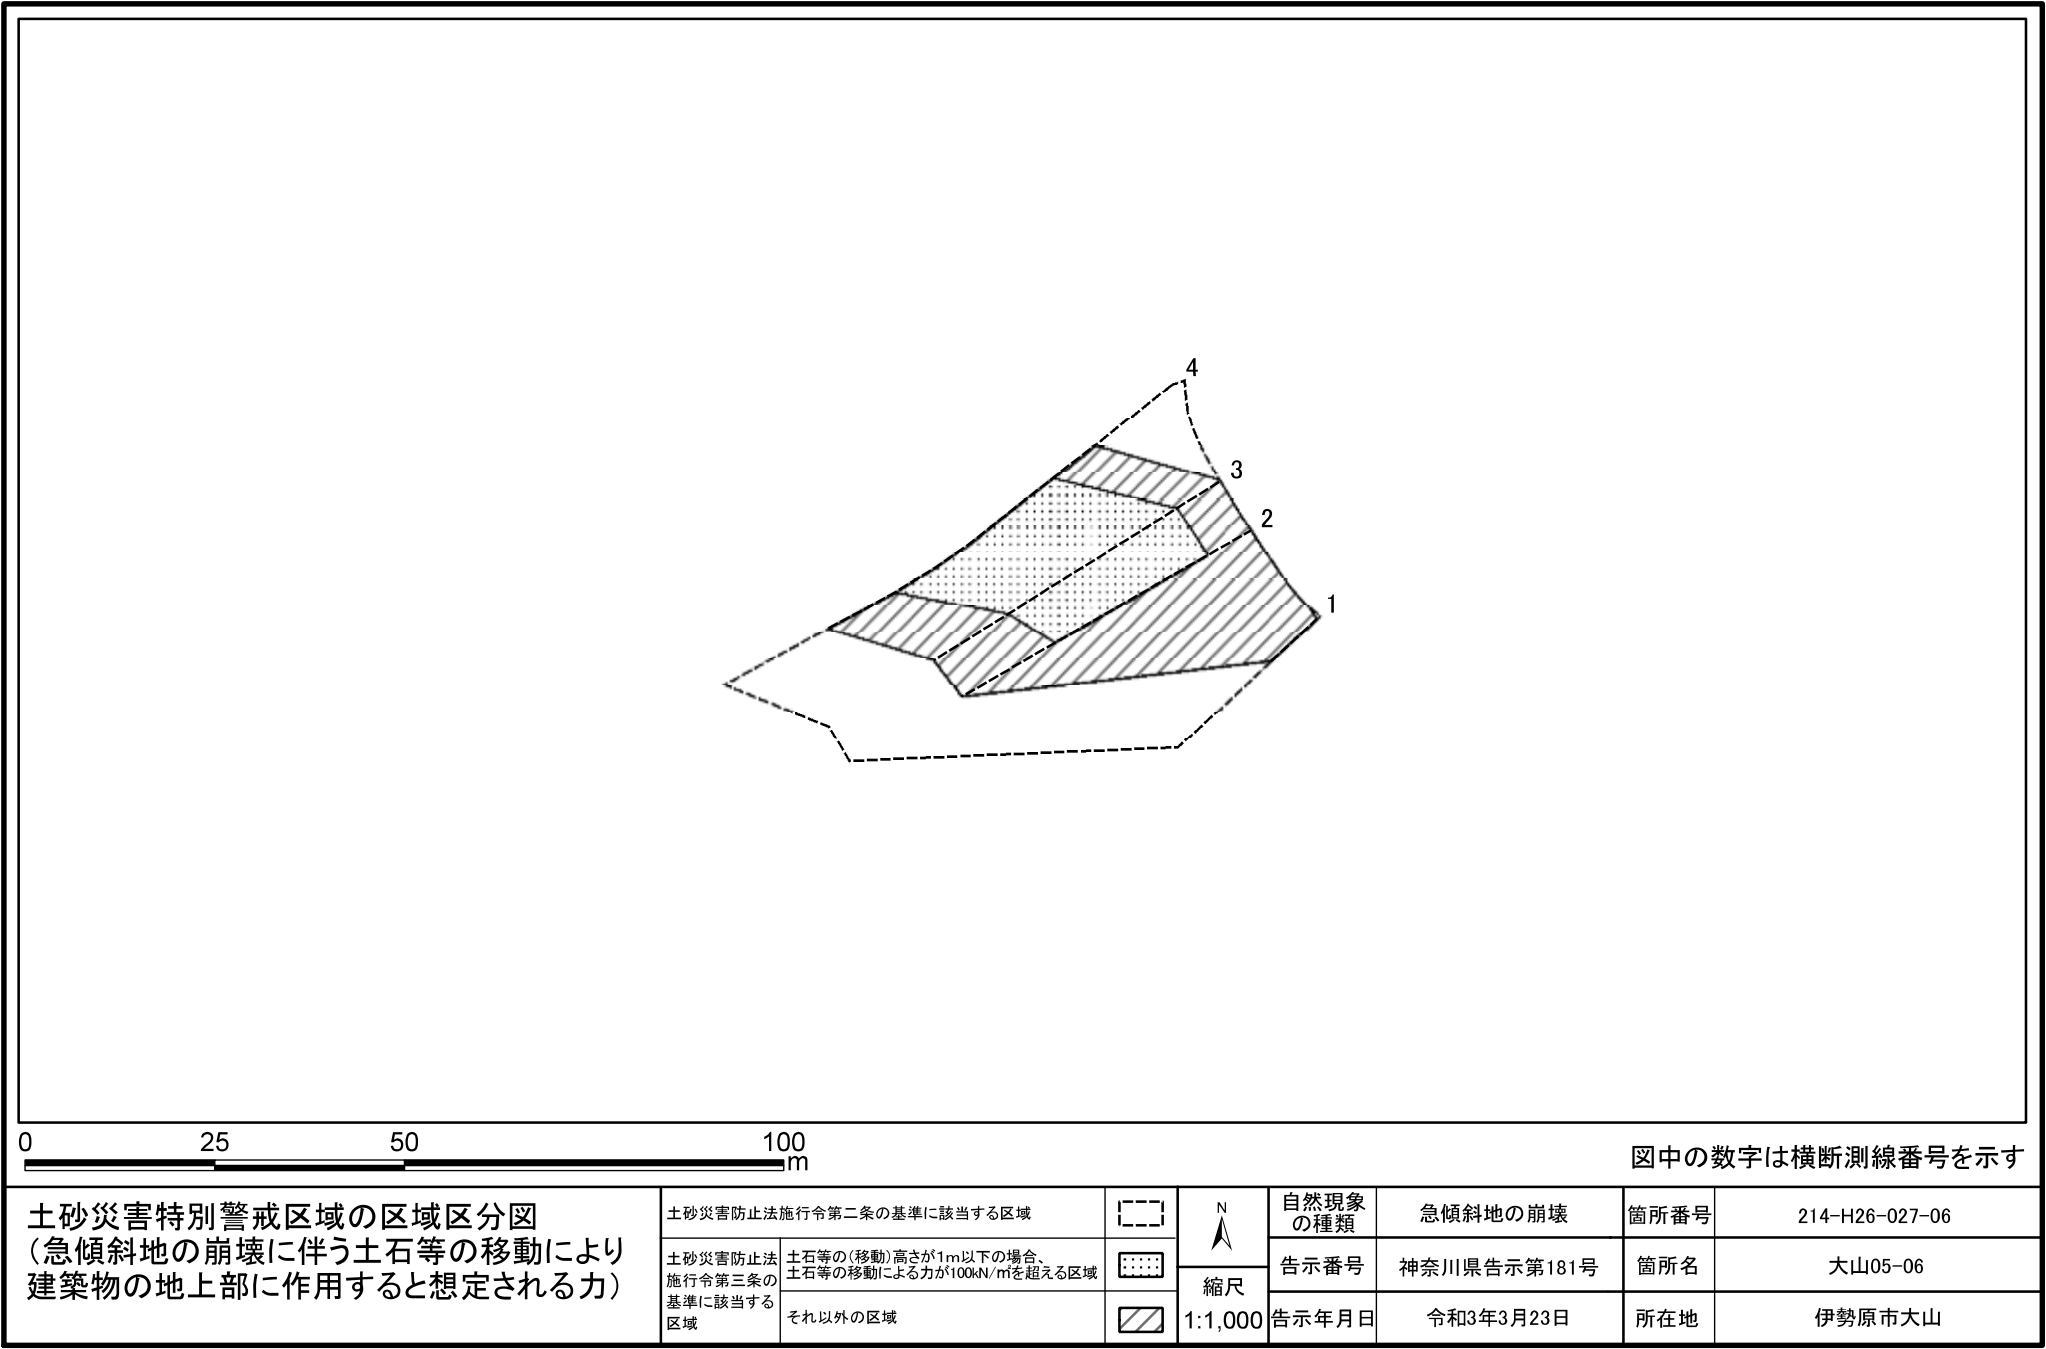 4
3
2
1
0 25 50 100
m
図中の数字は横断測線番号を示す
土砂災害特別警戒区域の区域区分図
（急傾斜地の崩壊に伴う土石等の移動により
建築物の地上部に作用すると想定される力）
土砂災害防止法施行令第二条の基準に該当する区域
土砂災害防止法
施行令第三条の
基準に該当する
区域
土石等の（移動）高さが1m以下の場合、
土石等の移動による力が100kN/㎡を超える区域
それ以外の区域
N
縮尺
1:1,000
自然現象
の種類
急傾斜地の崩壊
箇所番号
214-H26-027-06
告示番号
神奈川県告示第181号
箇所名
大山05-06
告示年月日
令和3年3月23日
所在地
伊勢原市大山